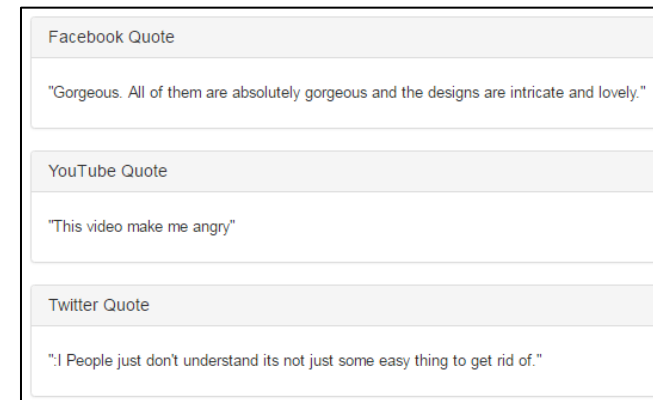 Facebook Quote
"Gorgeous. All of them are absolutely gorgeous and the designs are intricate and lovely."
YouTube Quote
"This video make me angry"
Twitter Quote
":I People just don't understand its not just some easy thing to get rid of."